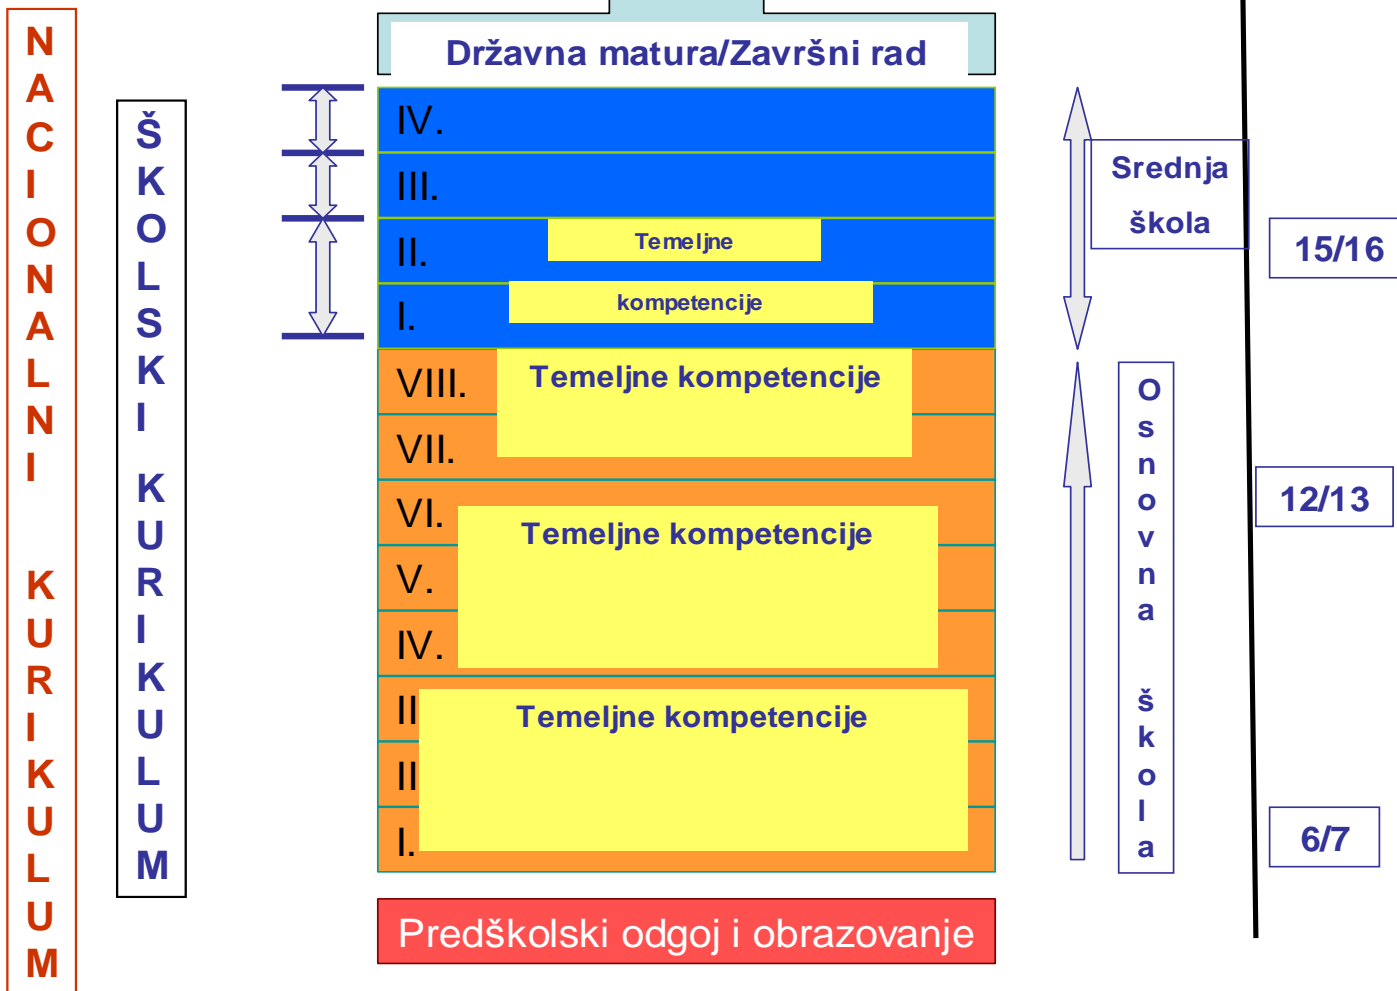 NACIONALNI KURIKULUM
ŠKOLSKI KURIKULUM
Državna matura/Završni rad
IV.
III.
II.
I.
Temeljne
kompetencije
VIII.
VII.
Temeljne kompetencije
VI.
V.
IV.
Temeljne kompetencije
II
II
I.
Temeljne kompetencije
Predškolski odgoj i obrazovanje
Srednja
škola
Osnovna škola
15/16
12/13
6/7